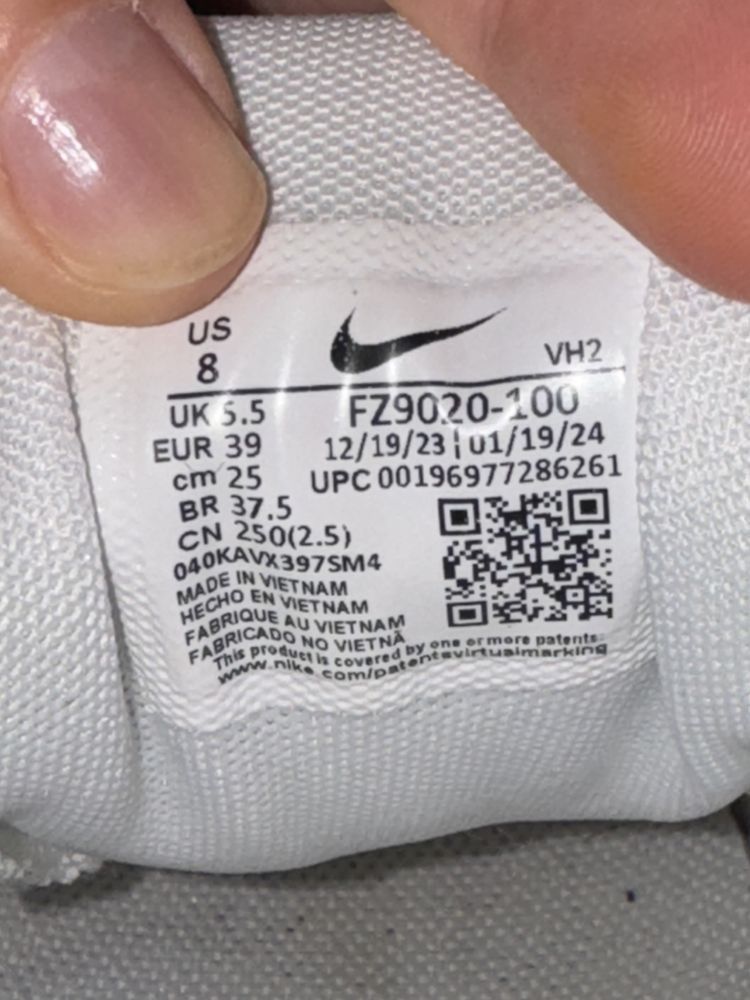 US
8
VH2
UK 5.5
FZ9020-100
EUR 39
12/19/23 | 01/19/24
cm 25
UPC 00196977286261
BR 37.5
CN 250(2.5)
040KAVX397SM4
MADE IN VIETNAM
HECHO EN VIETNAM
FABRIQUE AU VIETNAM
FABRICADO NO VIETNÃ
This product is covered by one or more patents:
www.nike.com/patentsvirtualmarking